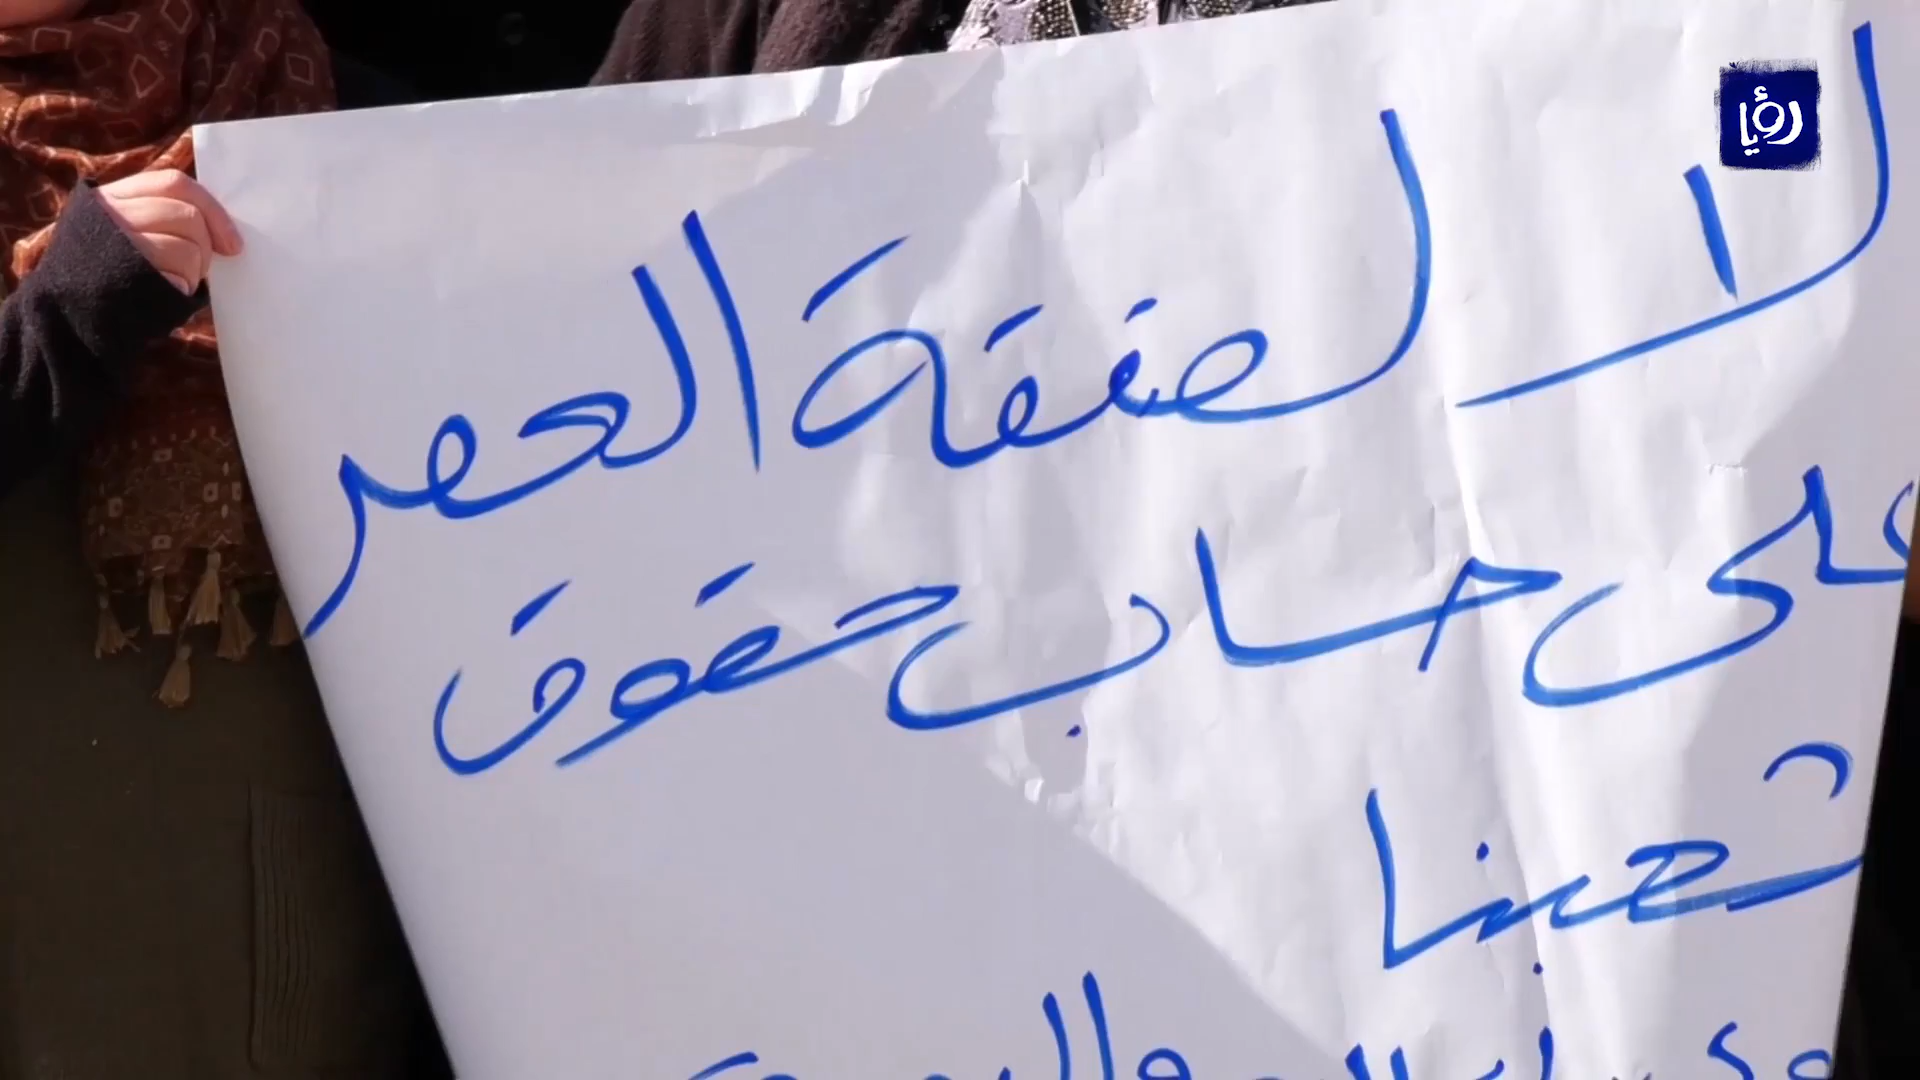 رؤيا
لا لصفقة العصر
على حساب حقوق
شعبنا